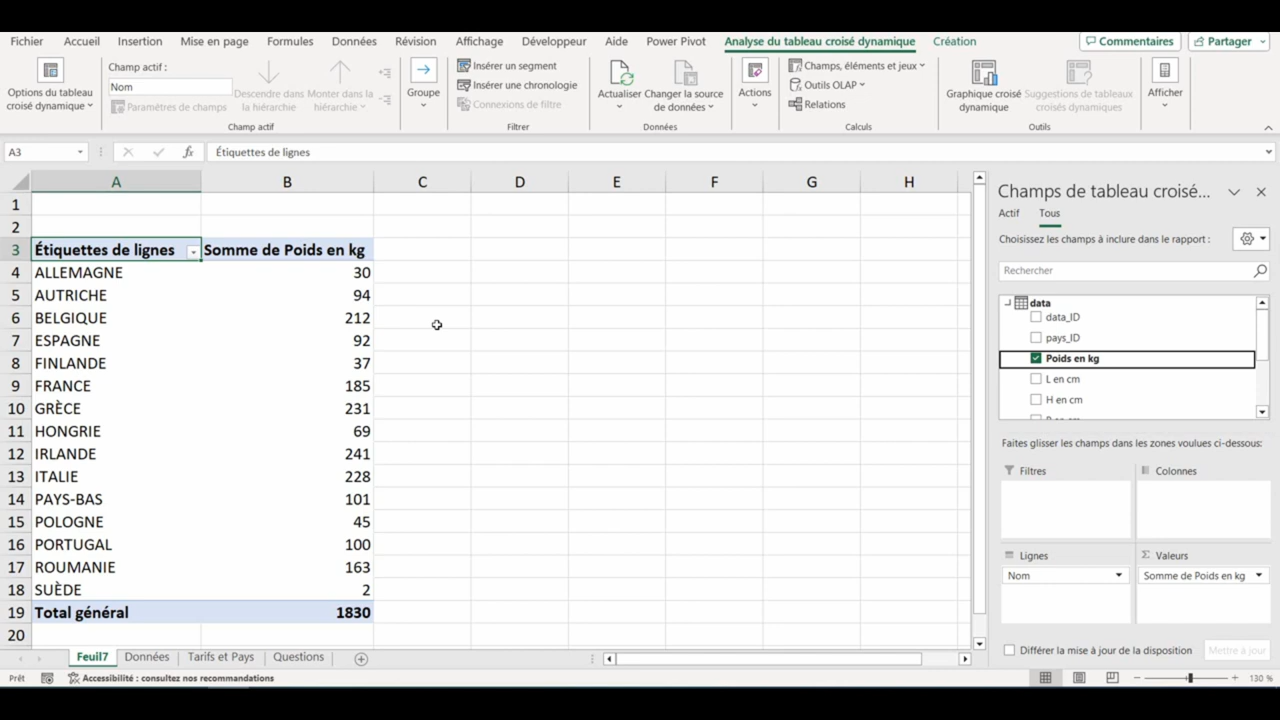 Fichier Accueil Insertion Mise en page Formules Données Révision Affichage Développeur Aide Power Pivot Analyse du tableau croisé dynamique Création Commentaires Partager
Options du tableau croisé dynamique
Champ actif :
Nom
Paramètres de champs
Descendre dans la hiérarchie
Monter dans la hiérarchie
Champ actif
Groupe
Insérer un segment
Insérer une chronologie
Connexions de filtre
Filtrer
Actualiser
Changer la source de données
Données
Actions
Champs, éléments et jeux
Outils OLAP
Relations
Calculs
Graphique croisé dynamique
Suggestions de tableaux croisés dynamiques
Outils
Afficher
A3 fx Étiquettes de lignes
A B C D E F G H
1
2
3 Étiquettes de lignes Somme de Poids en kg
4 ALLEMAGNE 30
5 AUTRICHE 94
6 BELGIQUE 212
7 ESPAGNE 92
8 FINLANDE 37
9 FRANCE 185
10 GRÈCE 231
11 HONGRIE 69
12 IRLANDE 241
13 ITALIE 228
14 PAYS-BAS 101
15 POLOGNE 45
16 PORTUGAL 100
17 ROUMANIE 163
18 SUÈDE 2
19 Total général 1830
20
Champs de tableau croisé...
Actif Tous
Choisissez les champs à inclure dans le rapport :
Rechercher
data
data_ID
pays_ID
Poids en kg
L en cm
H en cm
Faites glisser les champs dans les zones voulues ci-dessous:
Filtres Colonnes
Lignes Σ Valeurs
Nom Somme de Poids en kg
Différer la mise à jour de la disposition Mettre à jour
Feuil7 Données Tarifs et Pays Questions
Prêt Accessibilité : consultez nos recommandations 130 %